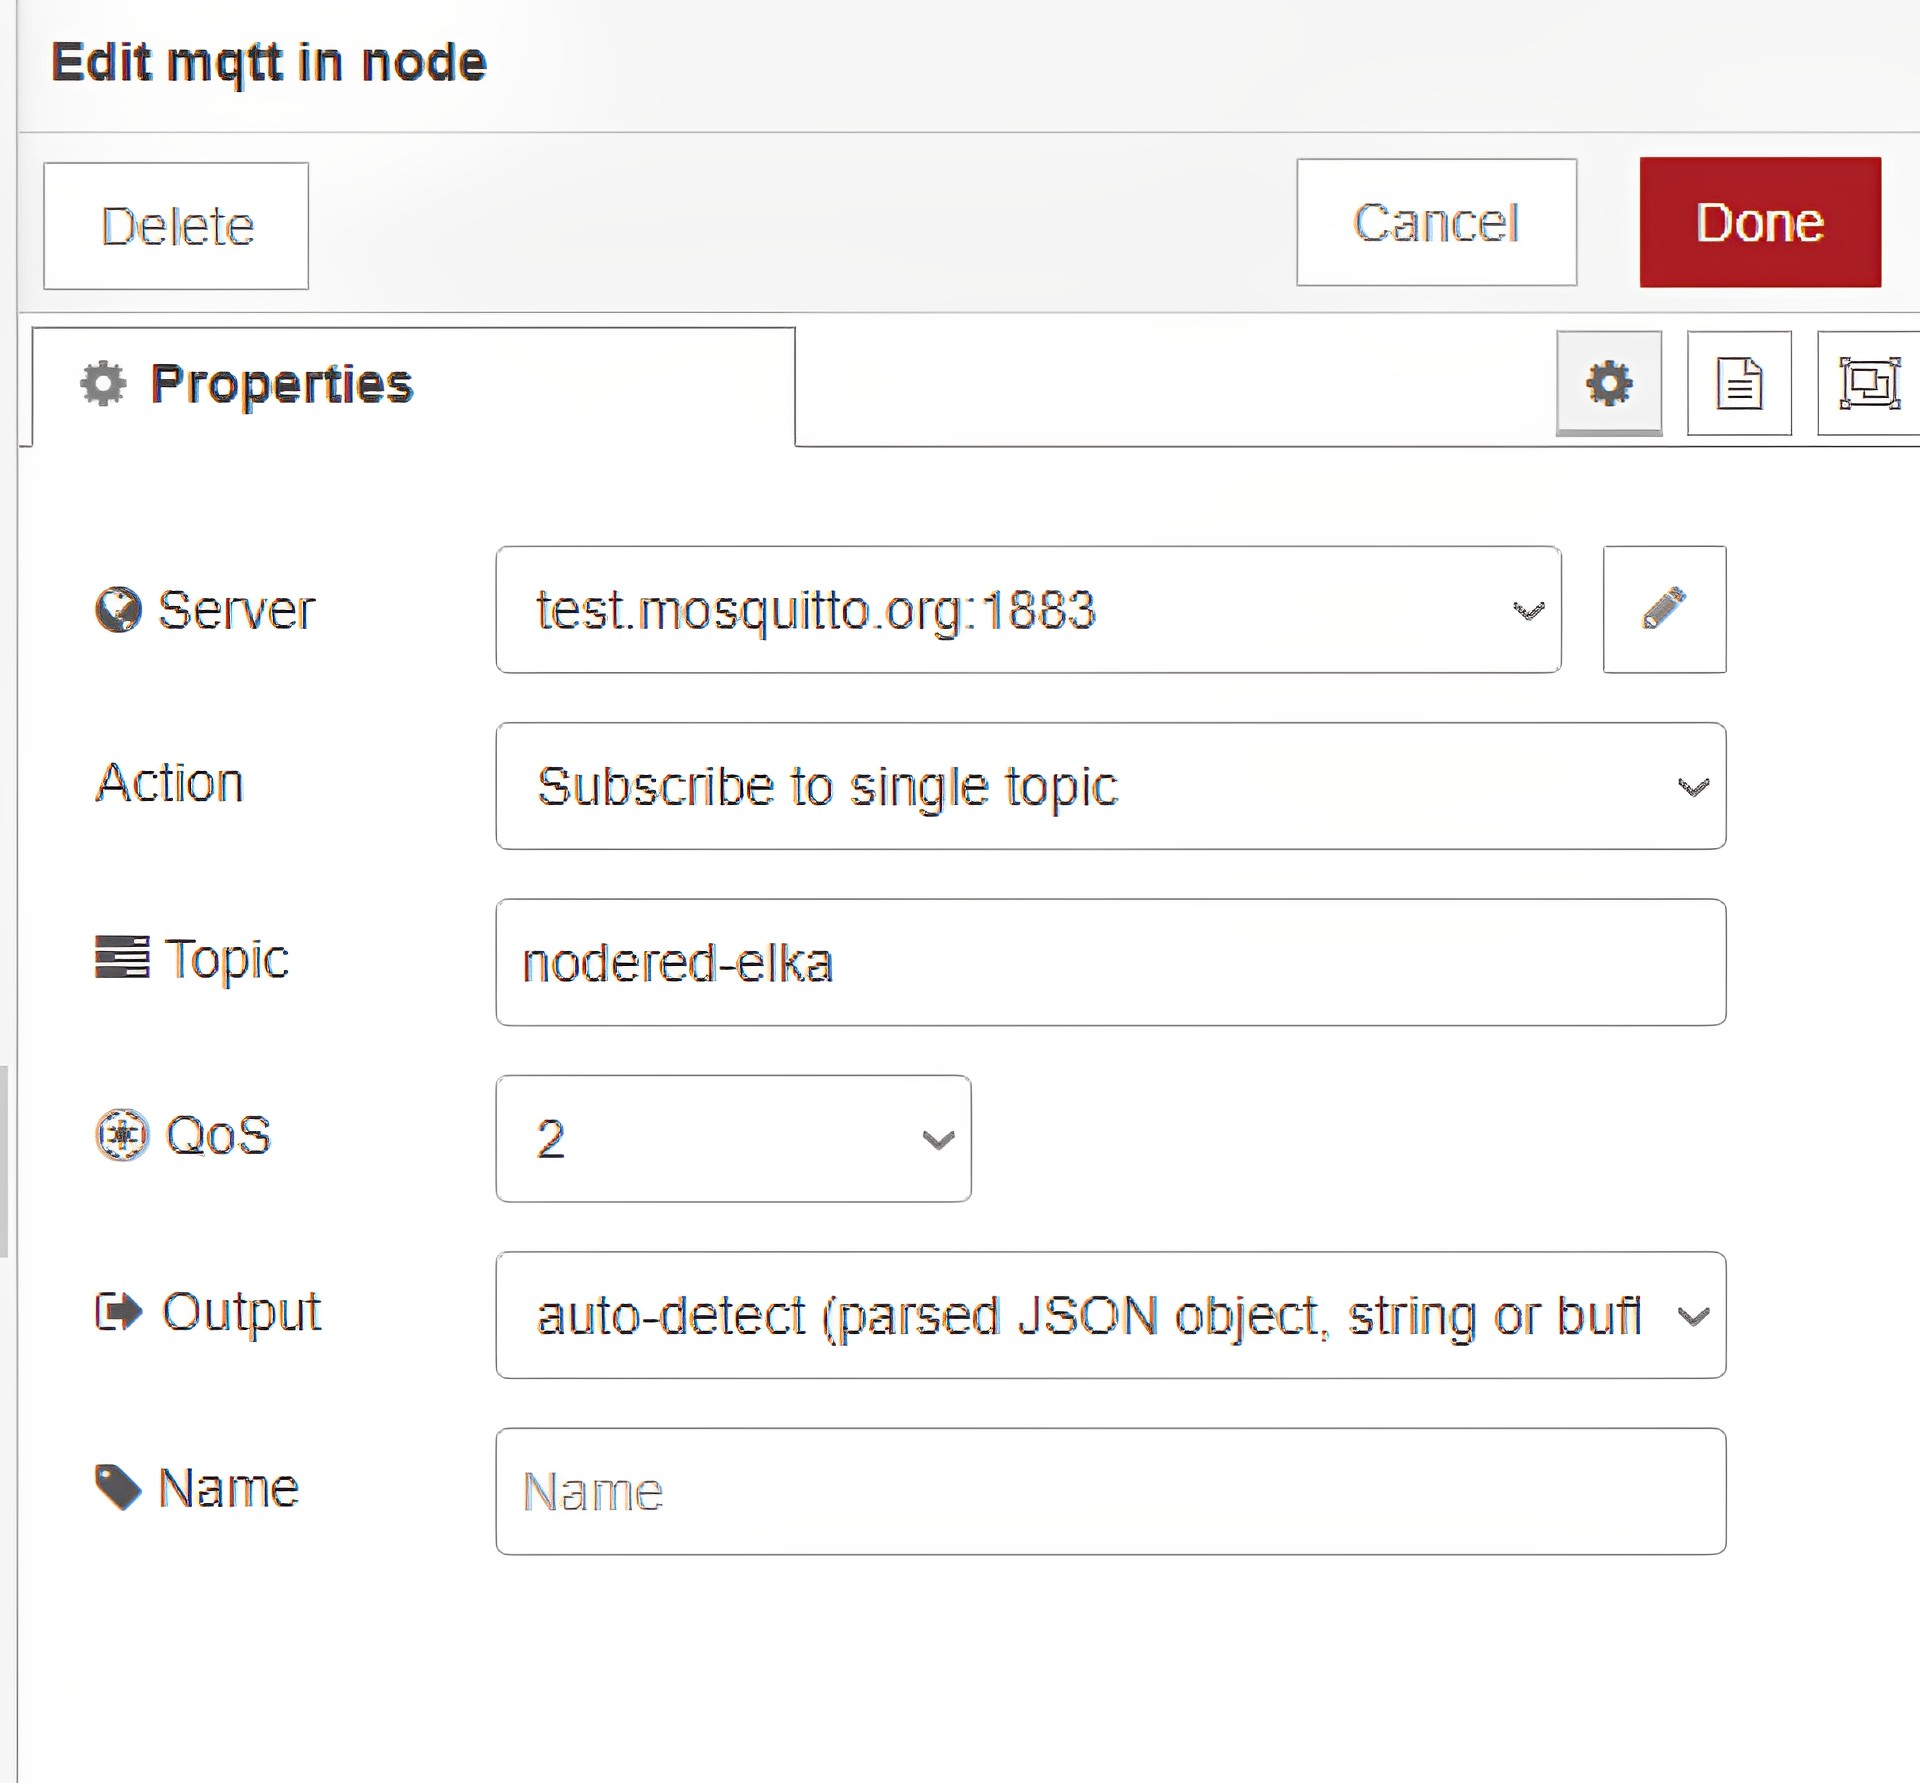 Edit mqtt in node
Delete Cancel Done
Properties
Server test.mosquitto.org:1883
Action Subscribe to single topic
Topic nodered-elka
QoS 2
Output auto-detect (parsed JSON object, string or buff
Name Name